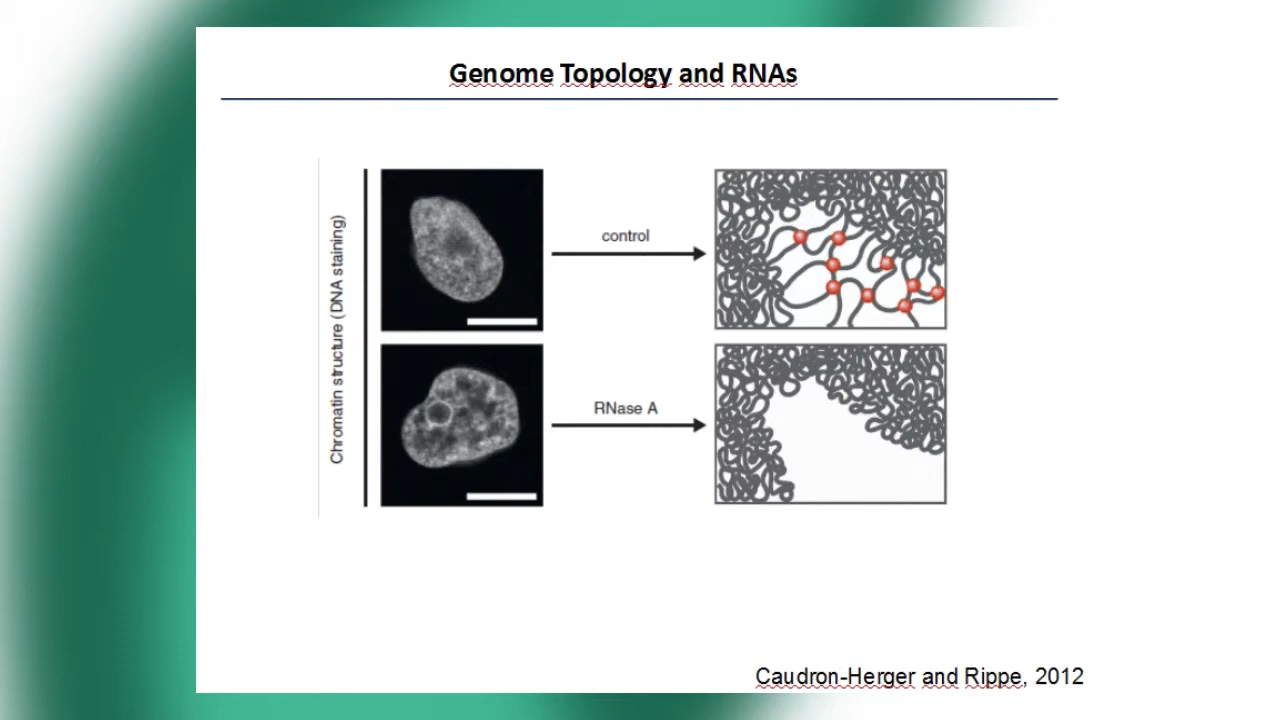 Genome Topology and RNAs
Chromatin structure (DNA staining)
control
RNase A
Caudron-Herger and Rippe, 2012